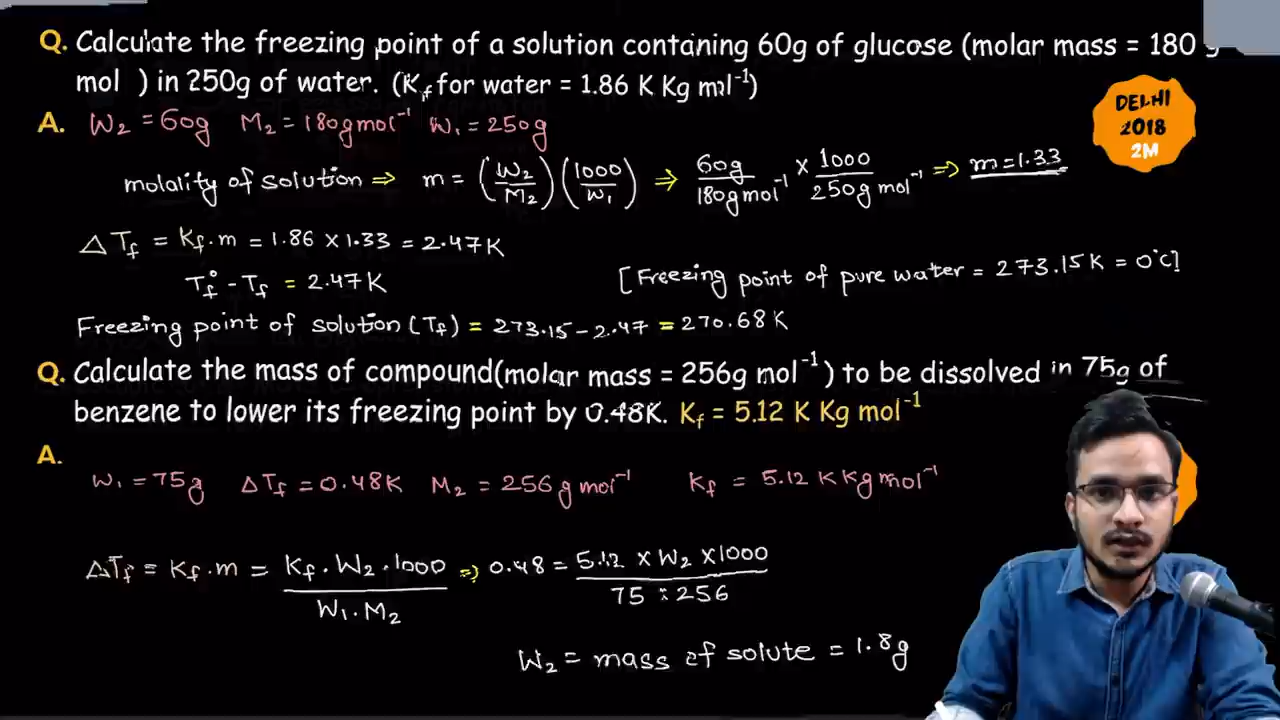 Q. Calculate the freezing point of a solution containing 60g of glucose (molar mass = 180 g
mol ) in 250g of water. (Kf for water = 1.86 K Kg mol⁻¹)
DELHI
2018
2M
A. W₂ = 60g M₂ = 180g mol⁻¹ W₁ = 250g
molality of solution ⇒ m = (W₂/M₂)(1000/W₁) ⇒ 60g/180g mol⁻¹ × 1000/250g mol⁻¹ ⇒ m = 1.33
ΔTf = Kf.m = 1.86 × 1.33 = 2.47K
Tf° - Tf = 2.47K [Freezing point of pure water = 273.15K = 0°C]
Freezing point of solution (Tf) = 273.15 - 2.47 = 270.68K
Q. Calculate the mass of compound(molar mass = 256g mol⁻¹) to be dissolved in 75g of
benzene to lower its freezing point by 0.48K. Kf = 5.12 K Kg mol⁻¹
A.
W₁ = 75g ΔTf = 0.48K M₂ = 256 g mol⁻¹ Kf = 5.12 K Kg mol⁻¹
ΔTf = Kf.m = Kf.W₂.1000/W₁.M₂ ⇒ 0.48 = 5.12 × W₂ × 1000/75 × 256
W₂ = mass of solute = 1.8g